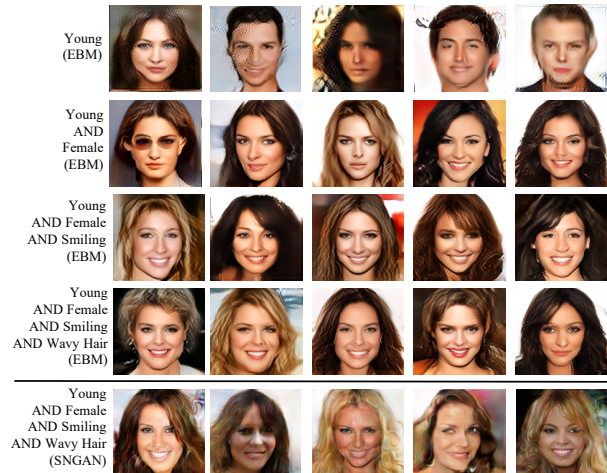 Young
(EBM)
Young
AND
Female
(EBM)
Young
AND Female
AND Smiling
(EBM)
Young
AND Female
AND Smiling
AND Wavy Hair
(EBM)
Young
AND Female
AND Smiling
AND Wavy Hair
(SNGAN)